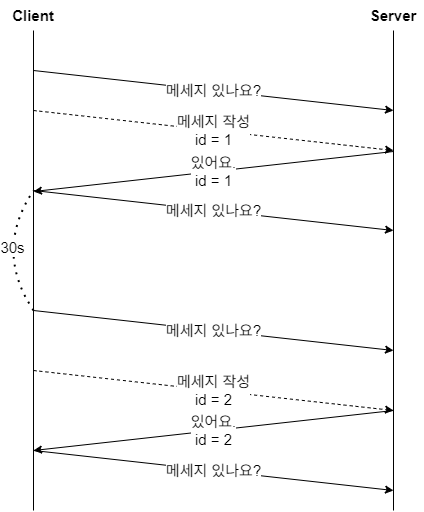 Client
Server
메세지 있나요?
메세지 작성
id = 1
있어요.
id = 1
메세지 있나요?
30s
메세지 있나요?
메세지 작성
id = 2
있어요.
id = 2
메세지 있나요?